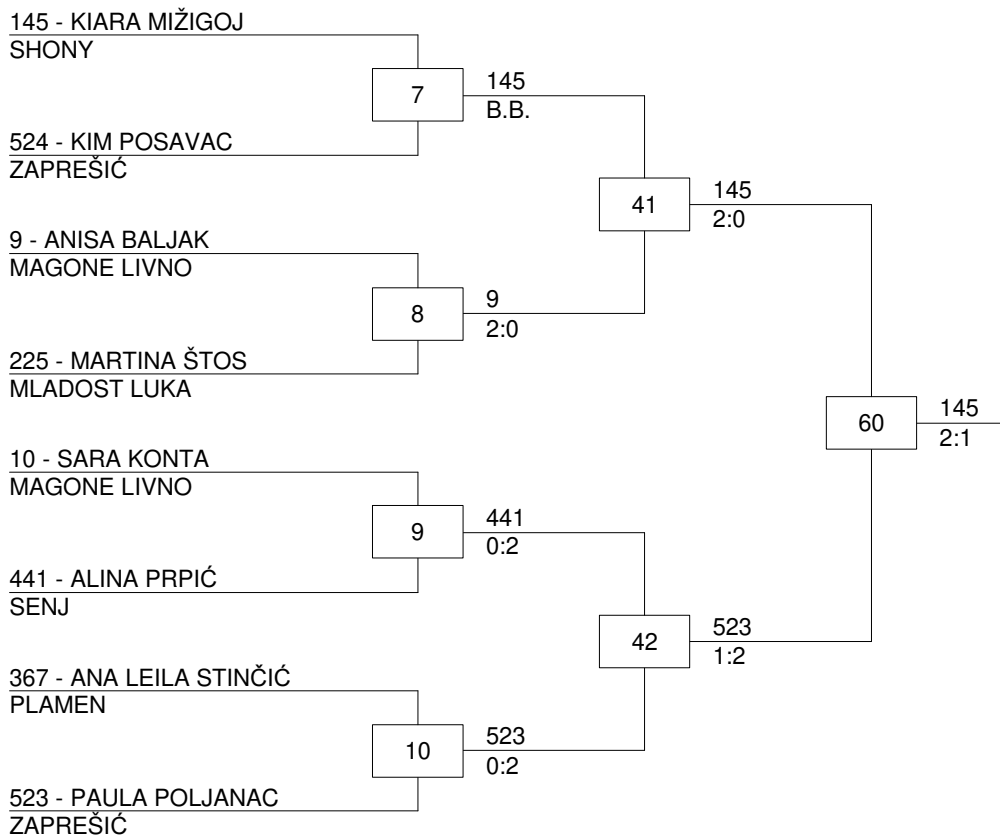 145 - KIARA MIŽIGOJ
SHONY
7
145
B.B.
524 - KIM POSAVAC
ZAPREŠIĆ
41
145
2:0
9 - ANISA BALJAK
MAGONE LIVNO
8
9
2:0
225 - MARTINA ŠTOS
MLADOST LUKA
60
145
2:1
10 - SARA KONTA
MAGONE LIVNO
9
441
0:2
441 - ALINA PRPIĆ
SENJ
42
523
1:2
367 - ANA LEILA STINČIĆ
PLAMEN
10
523
0:2
523 - PAULA POLJANAC
ZAPREŠIĆ